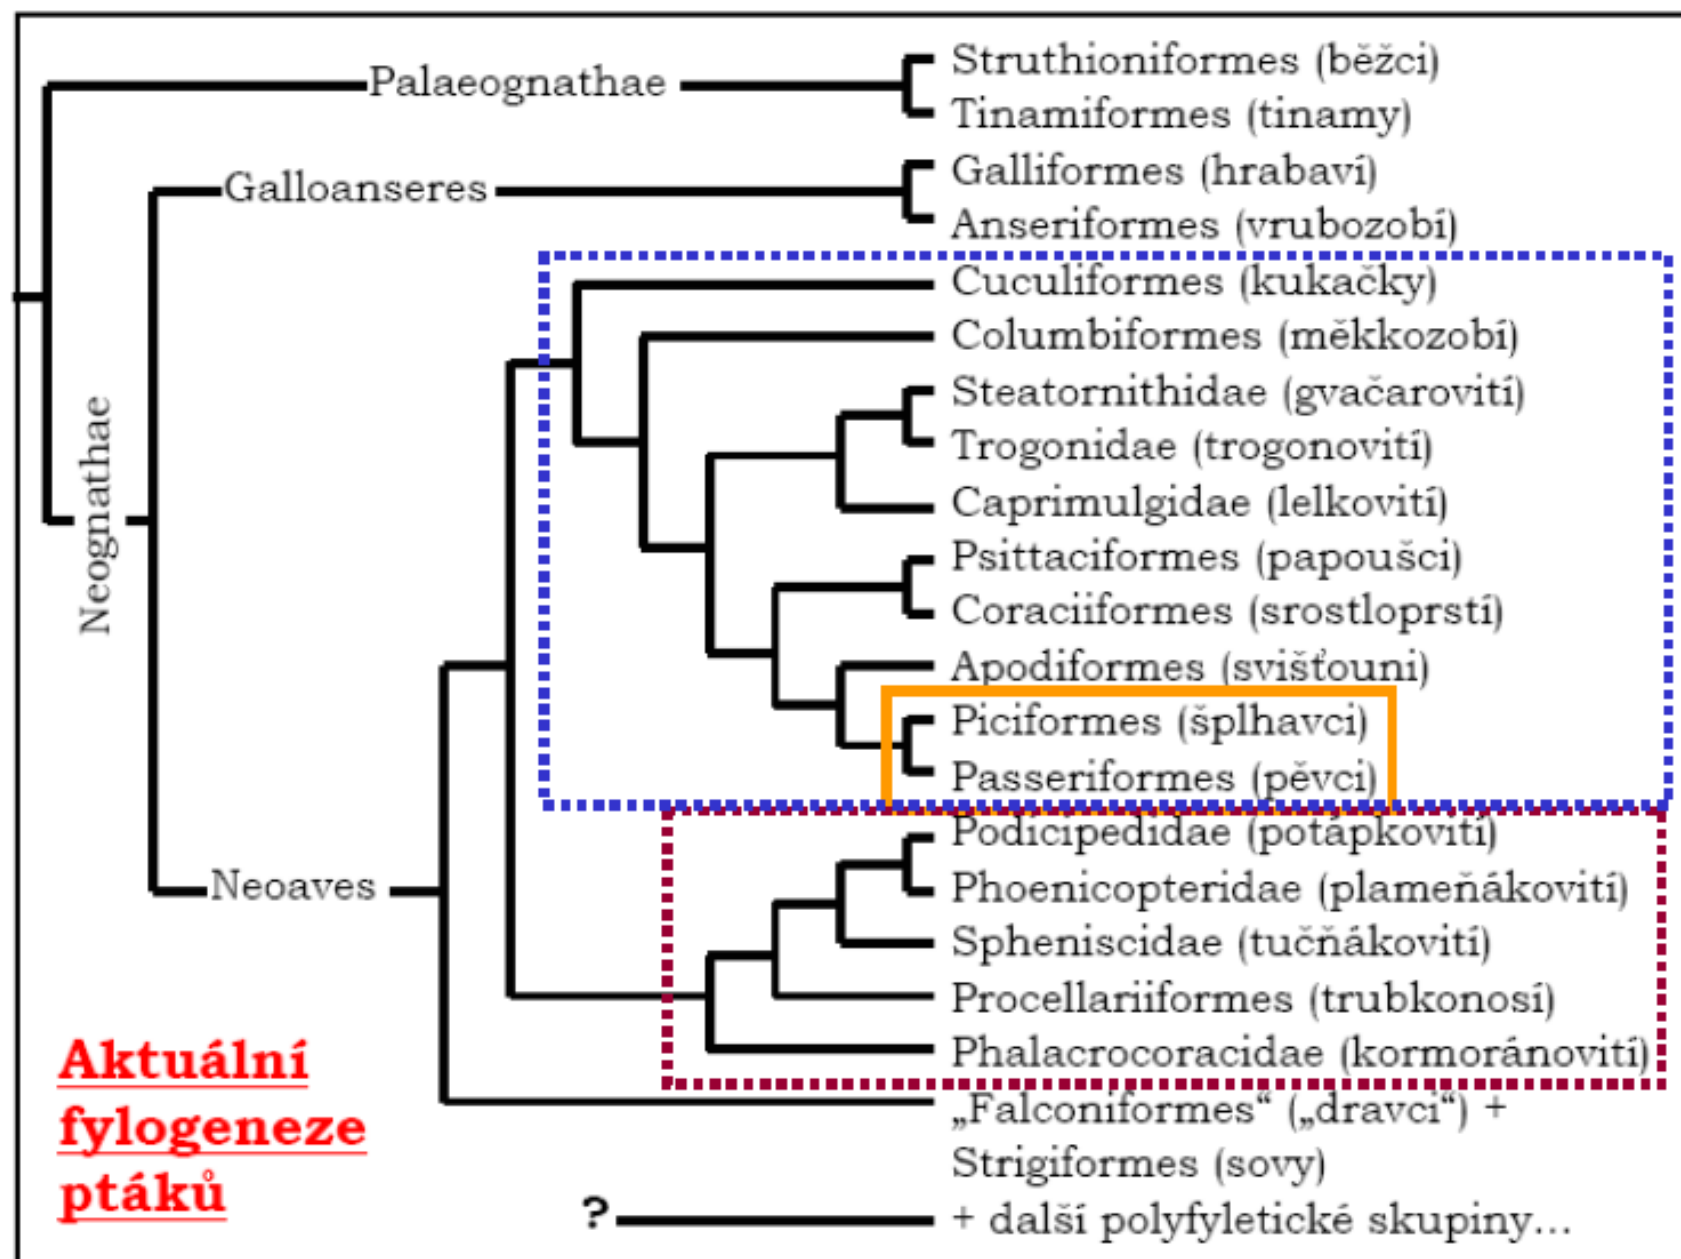 Palaeognathae
Struthioniformes (běžci)
Tinamiformes (tinamy)
Galloanseres
Galliformes (hrabaví)
Anseriformes (vrubozobí)
Neognathae
Cuculiformes (kukačky)
Columbiformes (měkkozobí)
Steatornithidae (gvačarovití)
Trogonidae (trogonovití)
Caprimulgidae (lelkovití)
Psittaciformes (papoušci)
Coraciiformes (srostloprstí)
Apodiformes (svišťouni)
Piciformes (šplhavci)
Passeriformes (pěvci)
Neoaves
Podicipedidae (potápkovití)
Phoenicopteridae (plameňákovití)
Spheniscidae (tučňákovití)
Procellariiformes (trubkonosí)
Phalacrocoracidae (kormoránovití)
„Falconiformes“ („dravci“) +
Strigiformes (sovy)
? + další polyfyletické skupiny...
Aktuální
fylogeneze
ptáků